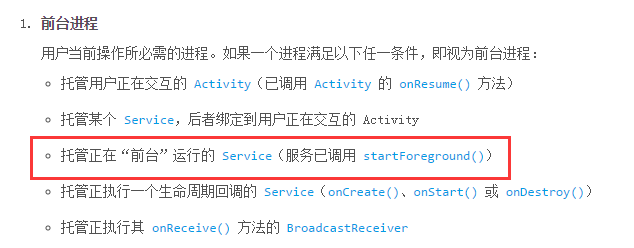 1. 前台进程
用户当前操作所必需的进程。如果一个进程满足以下任一条件，即视为前台进程：
托管用户正在交互的 Activity（已调用 Activity 的 onResume() 方法）
托管某个 Service，后者绑定到用户正在交互的 Activity
托管正在“前台”运行的 Service（服务已调用 startForeground()）
托管正执行一个生命周期回调的 Service（onCreate()、onStart() 或 onDestroy()）
托管正执行其 onReceive() 方法的 BroadcastReceiver